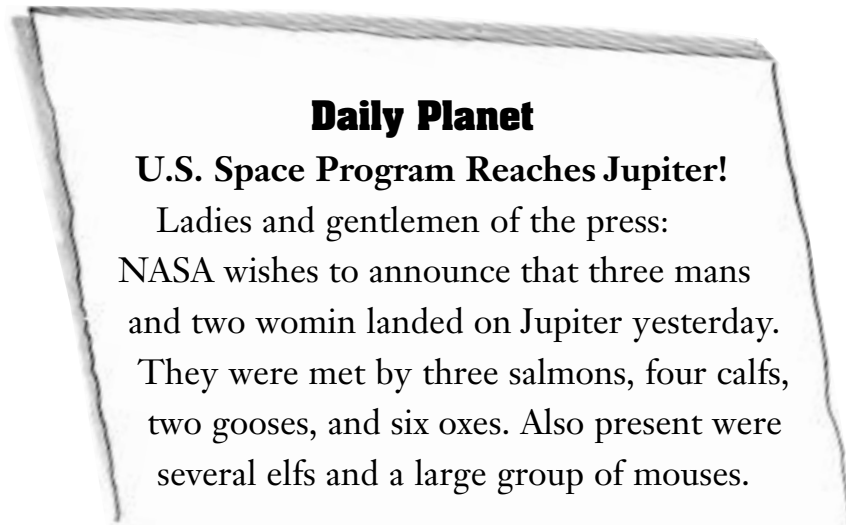 Daily Planet
U.S. Space Program Reaches Jupiter!
Ladies and gentlemen of the press:
NASA wishes to announce that three mans
and two womin landed on Jupiter yesterday.
They were met by three salmons, four calfs,
two gooses, and six oxes. Also present were
several elfs and a large group of mouses.